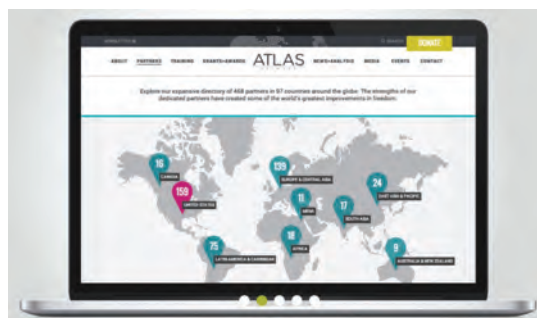 DONATE
ABOUT PARTNERS TRAINING GRANTS+AWARDS ATLAS NEWS+ANALYSIS MEDIA EVENTS CONTACT
NETWORK
Explore our expansive directory of 468 partners in 97 countries around the globe. The strengths of our
dedicated partners have created some of the world's greatest improvements in freedom.
16
CANADA
139
EUROPE & CENTRAL ASIA
159
UNITED STATES
11
MENA
17
SOUTH ASIA
24
EAST ASIA & PACIFIC
75
LATIN AMERICA & CARIBBEAN
18
AFRICA
9
AUSTRALIA & NEW ZEALAND